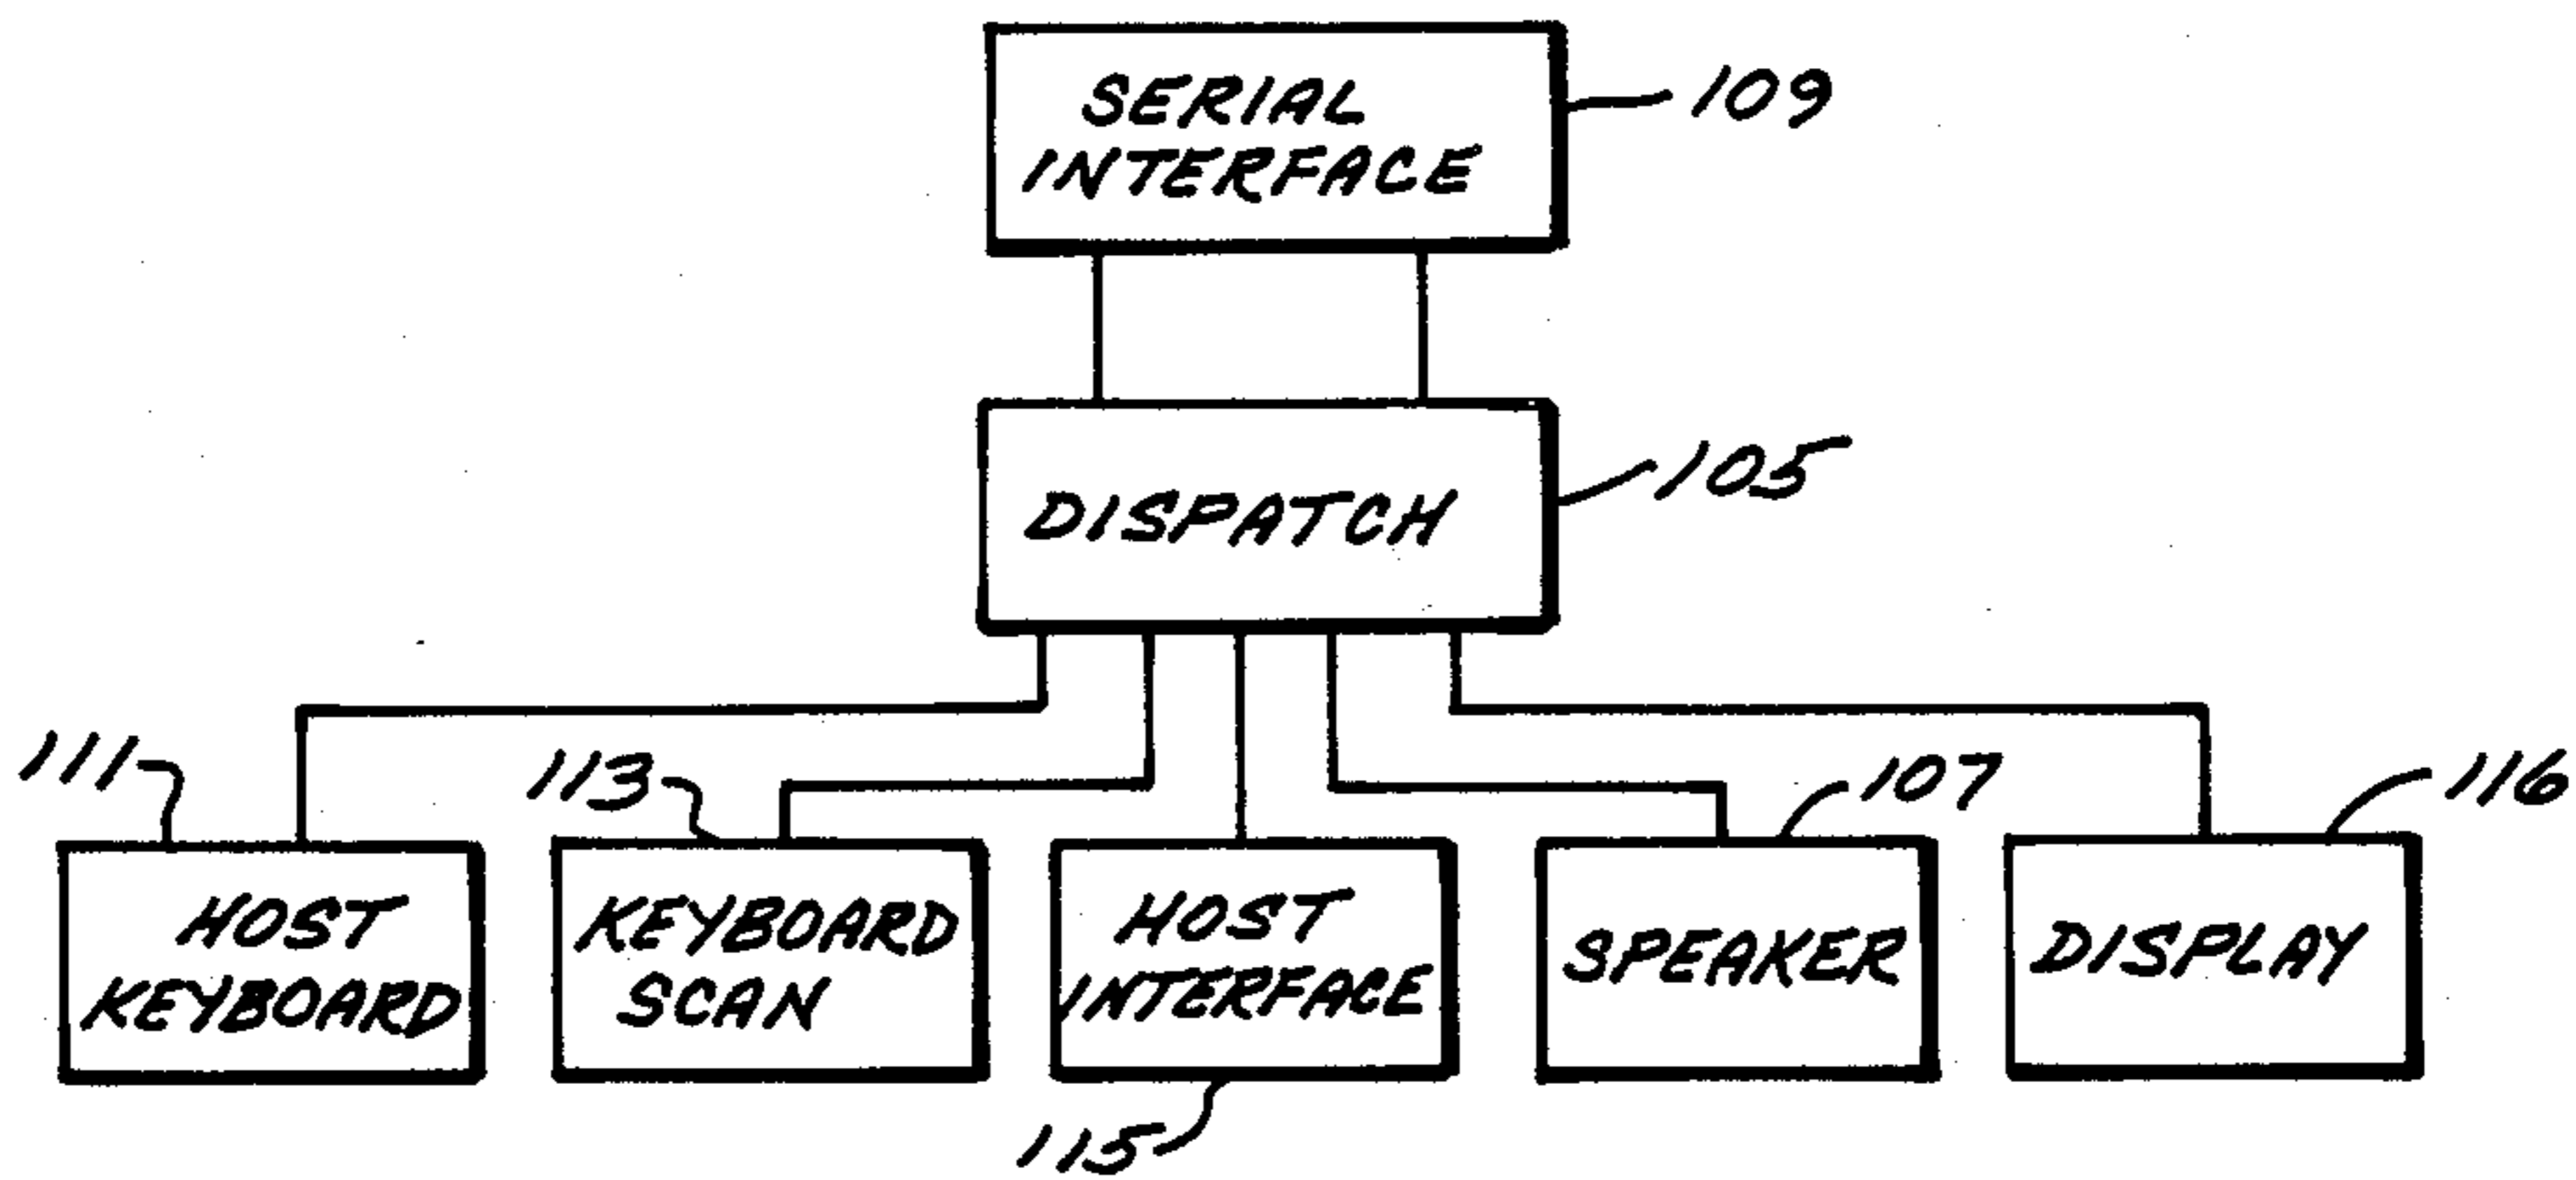 SERIAL
INTERFACE
109
DISPATCH
105
111
113
107
116
HOST
KEYBOARD
KEYBOARD
SCAN
HOST
INTERFACE
SPEAKER
DISPLAY
115